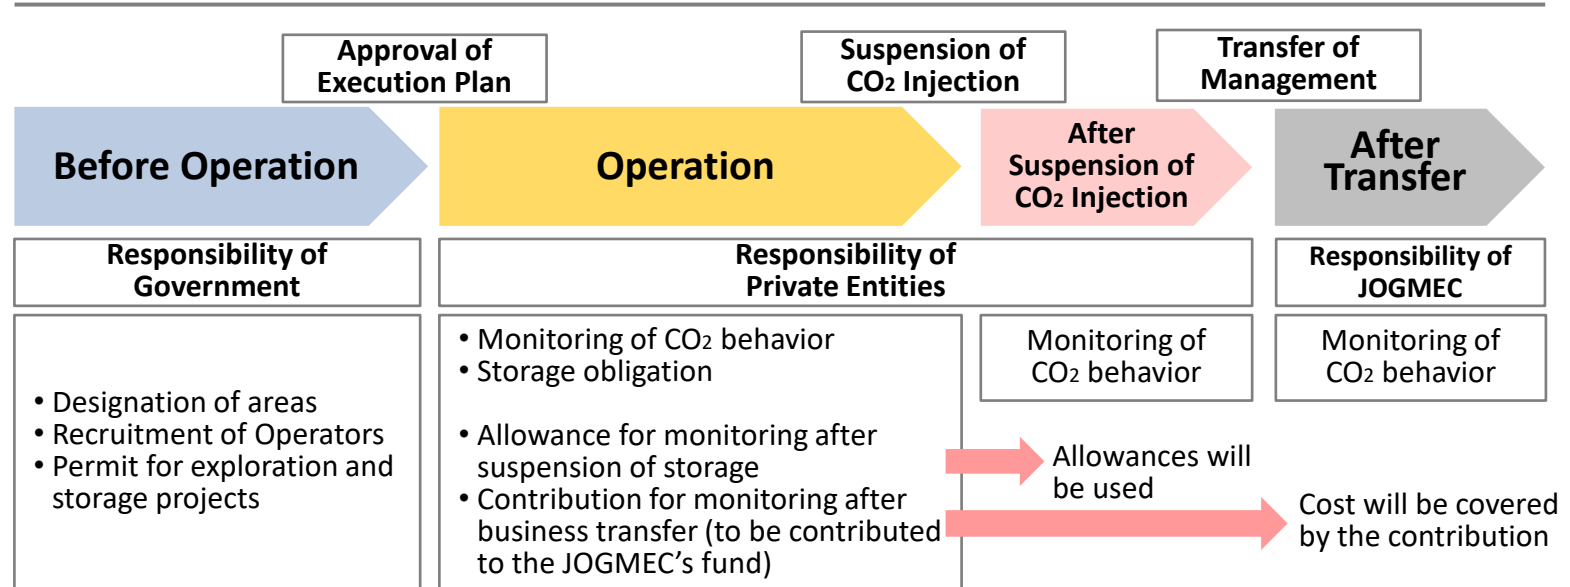 Approval of
Execution Plan
Suspension of
CO2 Injection
Transfer of
Management
Before Operation
Operation
After
Suspension of
CO2 Injection
After
Transfer
Responsibility of
Government
Responsibility of
Private Entities
Responsibility of
JOGMEC
• Designation of areas
• Recruitment of Operators
• Permit for exploration and
storage projects
• Monitoring of CO2 behavior
• Storage obligation
• Allowance for monitoring after
suspension of storage
• Contribution for monitoring after
business transfer (to be contributed
to the JOGMEC’s fund)
Monitoring of
CO2 behavior
Monitoring of
CO2 behavior
Allowances will
be used
Cost will be covered
by the contribution